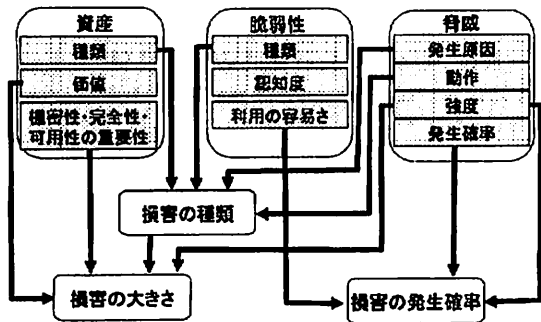 資産
種類
価値
機密性・完全性・
可用性の重要性
脆弱性
種類
認知度
利用の容易さ
脅威
発生原因
動作
強度
発生確率
損害の種類
損害の大きさ
損害の発生確率